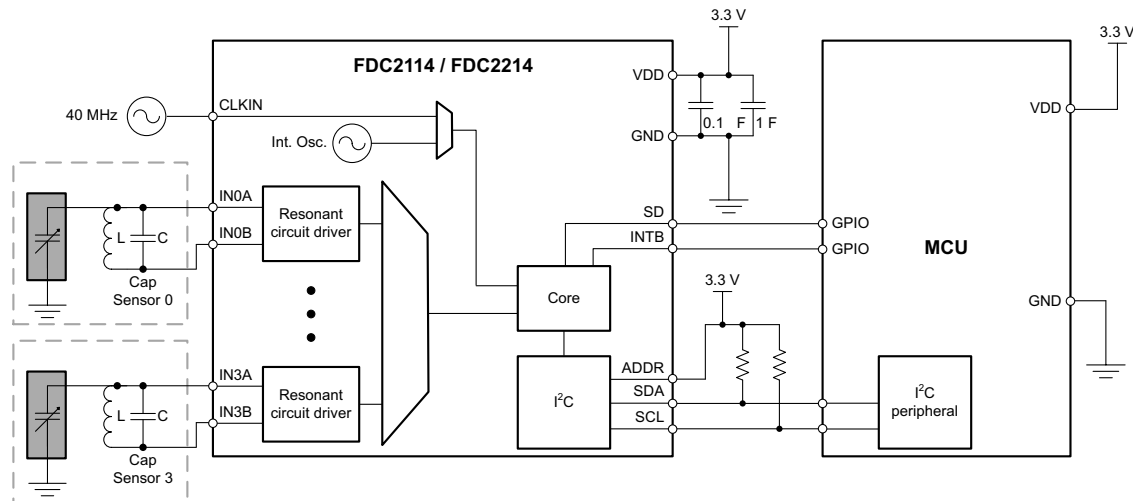 3.3 V
3.3 V
FDC2114 / FDC2214
MCU
VDD
VDD
CLKIN
40 MHz
0.1 F 1 F
Int. Osc.
GND
IN0A
Resonant
circuit driver
IN0B
L
C
SD
GPIO
INTB
GPIO
Cap
Sensor 0
Core
3.3 V
GND
IN3A
Resonant
circuit driver
IN3B
L
C
ADDR
SDA
SCL
I²C
I²C
peripheral
Cap
Sensor 3